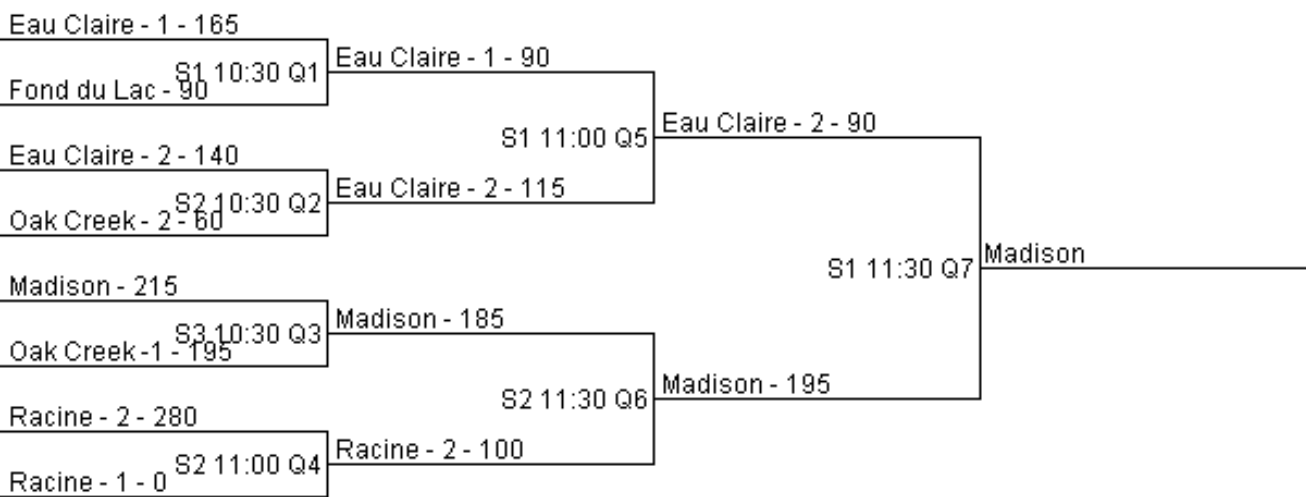 Eau Claire - 1 - 165
S1 10:30 Q1
Fond du Lac - 90
Eau Claire - 1 - 90
S1 11:00 Q5
Eau Claire - 2 - 90
Eau Claire - 2 - 140
S2 10:30 Q2
Oak Creek - 2 - 60
Eau Claire - 2 - 115
S1 11:30 Q7
Madison
Madison - 215
S3 10:30 Q3
Oak Creek -1 - 195
Madison - 185
S2 11:30 Q6
Madison - 195
Racine - 2 - 280
S2 11:00 Q4
Racine - 1 - 0
Racine - 2 - 100